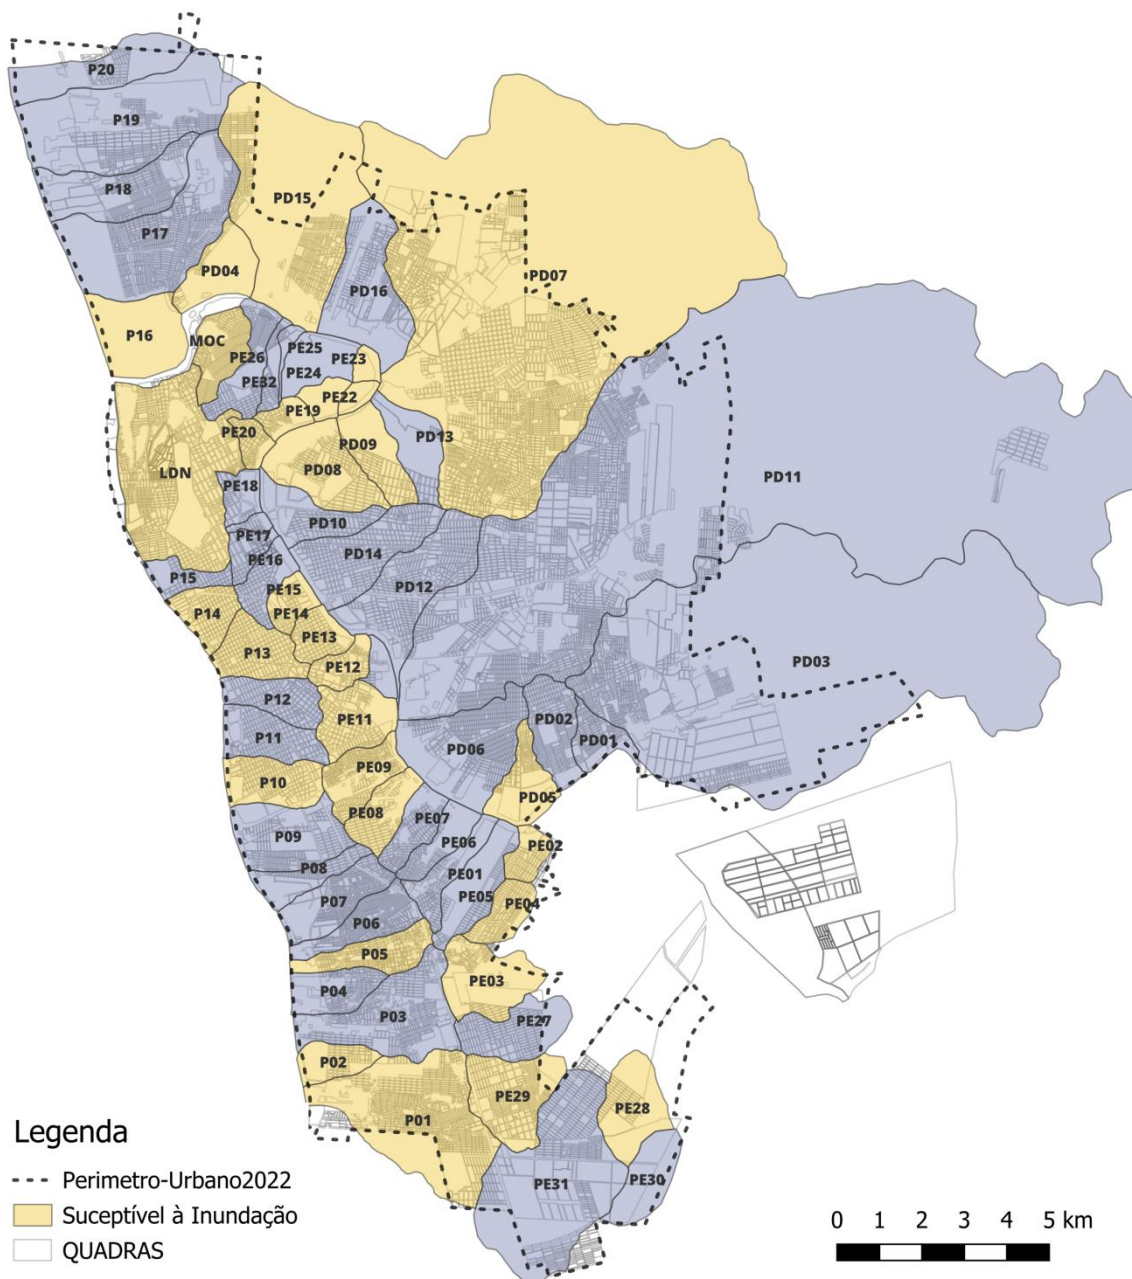 P20
P19
P18
P17
PD15
PD04
PD07
PD16
P16
MOC
PE26
PE25
PE23
PE24
PE32
PE22
PE19
PE20
PD09
PD13
PD08
LDN
PD11
PE18
PD10
PE17
PD14
PE16
P15
PD12
PE15
P14
PE14
PE13
P13
PE12
PD03
P12
PE11
PD02
P11
PD01
PD06
PE09
P10
PD05
PE08
PE07
P09
PE06
PE02
P08
PE01
P07
PE05
PE04
P06
P05
PE03
P04
P03
PE27
P02
PE29
PE28
P01
PE31
PE30
Legenda
Perimetro-Urbano2022
Suceptível à Inundação
QUADRAS
0 1 2 3 4 5 km